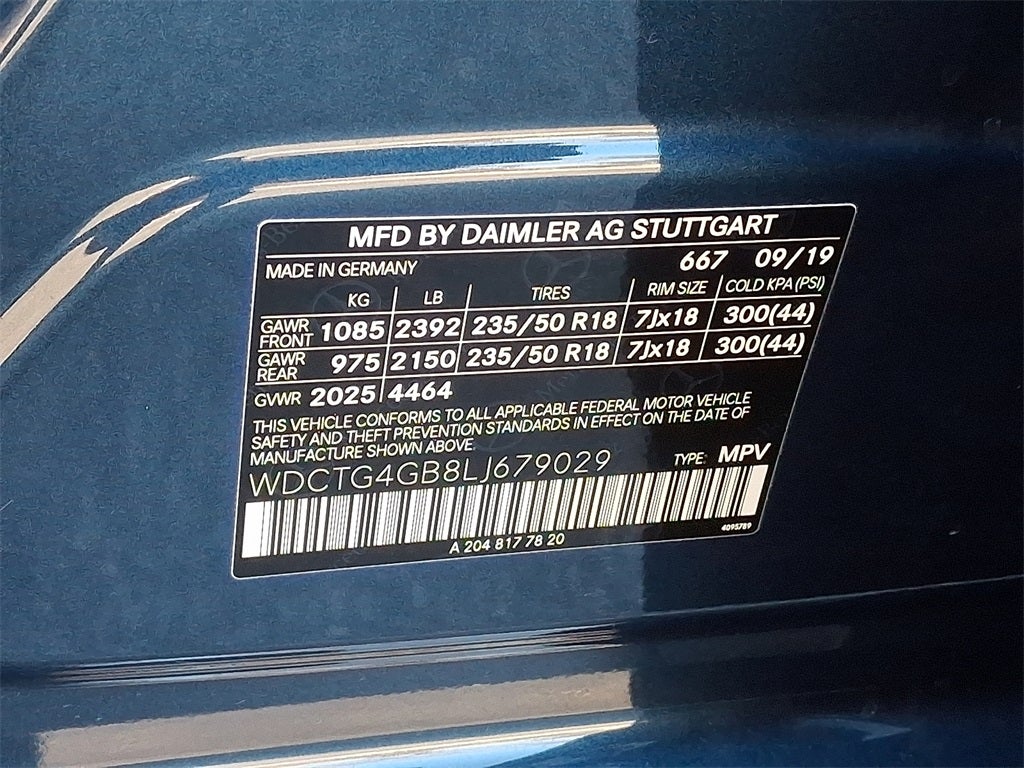 MFD BY DAIMLER AG STUTTGART
MADE IN GERMANY 667 09/19
KG LB TIRES RIM SIZE COLD KPA (PSI)
GAWR FRONT 1085 2392 235/50 R18 7Jx18 300(44)
GAWR REAR 975 2150 235/50 R18 7Jx18 300(44)
GVWR 2025 4464
THIS VEHICLE CONFORMS TO ALL APPLICABLE FEDERAL MOTOR VEHICLE
SAFETY AND THEFT PREVENTION STANDARDS IN EFFECT ON THE DATE OF
MANUFACTURE SHOWN ABOVE.
WDCTG4GB8LJ679029 TYPE: MPV
4095789
A 204 817 78 20